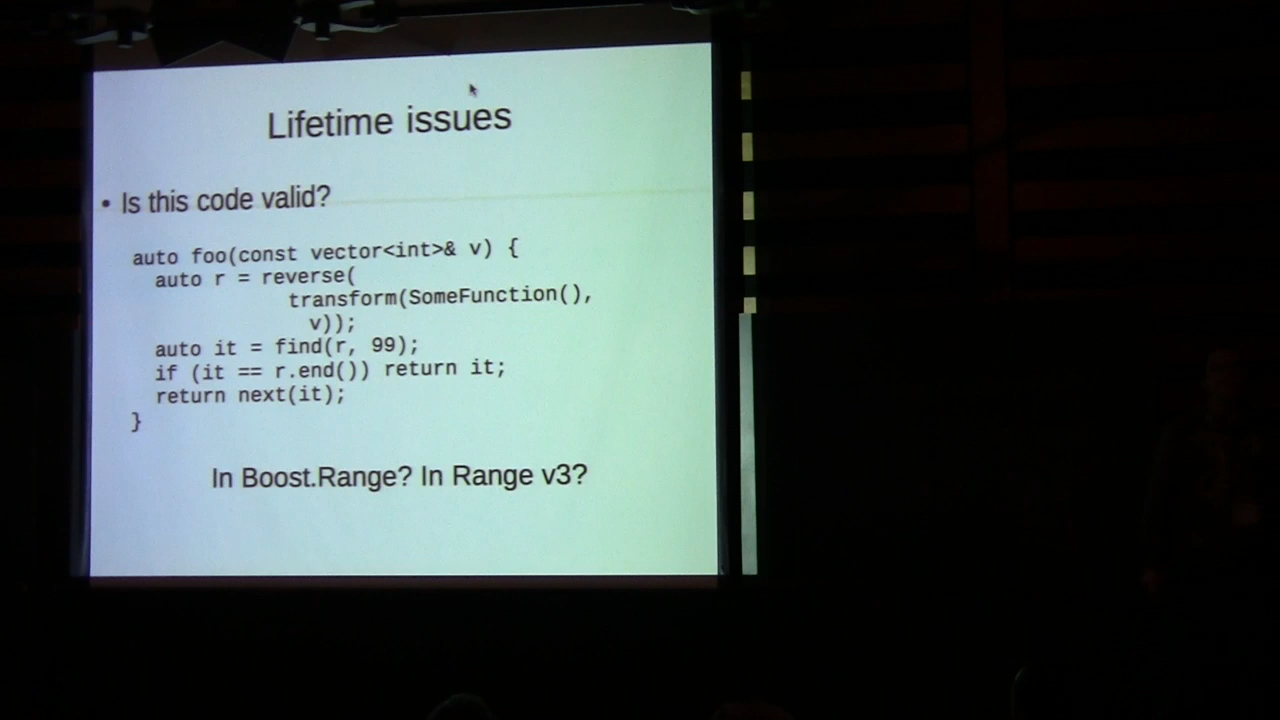 Lifetime issues
• Is this code valid?
auto foo(const vector<int>& v) {
auto r = reverse(
transform(SomeFunction(),
v));
auto it = find(r, 99);
if (it == r.end()) return it;
return next(it);
}
In Boost.Range? In Range v3?